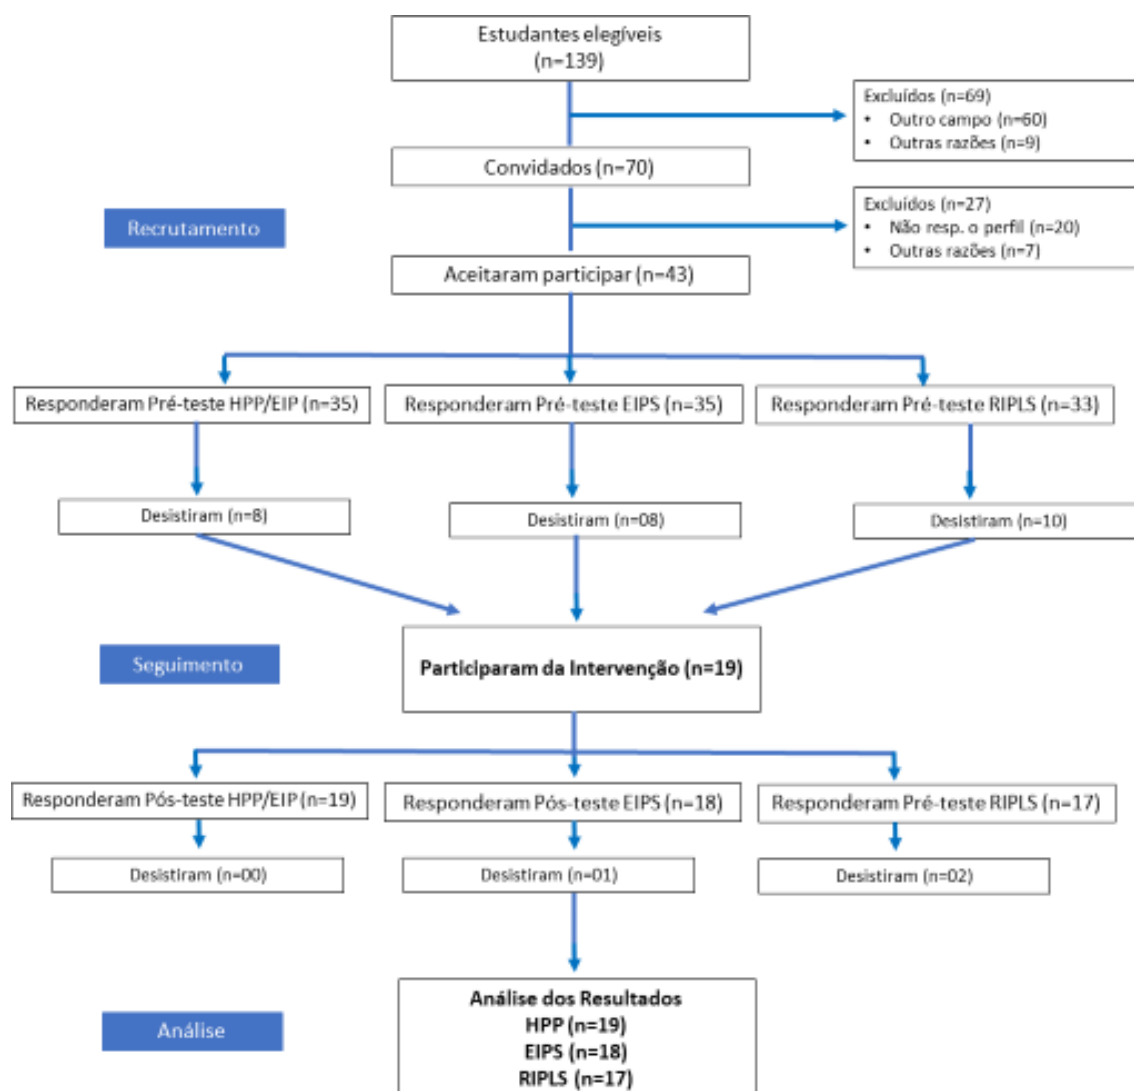 Estudantes elegíveis
(n=139)
Excluídos (n=69)
• Outro campo (n=60)
• Outras razões (n=9)
Convidados (n=70)
Excluídos (n=27)
• Não resp. o perfil (n=20)
• Outras razões (n=7)
Recrutamento
Aceitaram participar (n=43)
Responderam Pré-teste HPP/EIP (n=35)
Responderam Pré-teste EIPS (n=35)
Responderam Pré-teste RIPLS (n=33)
Desistiram (n=8)
Desistiram (n=08)
Desistiram (n=10)
Seguimento
Participaram da Intervenção (n=19)
Responderam Pós-teste HPP/EIP (n=19)
Responderam Pós-teste EIPS (n=18)
Responderam Pré-teste RIPLS (n=17)
Desistiram (n=00)
Desistiram (n=01)
Desistiram (n=02)
Análise
Análise dos Resultados
HPP (n=19)
EIPS (n=18)
RIPLS (n=17)